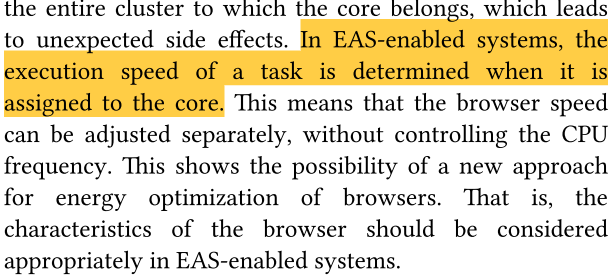 the entire cluster to which the core belongs, which leads
to unexpected side effects. In EAS-enabled systems, the
execution speed of a task is determined when it is
assigned to the core. This means that the browser speed
can be adjusted separately, without controlling the CPU
frequency. This shows the possibility of a new approach
for energy optimization of browsers. That is, the
characteristics of the browser should be considered
appropriately in EAS-enabled systems.